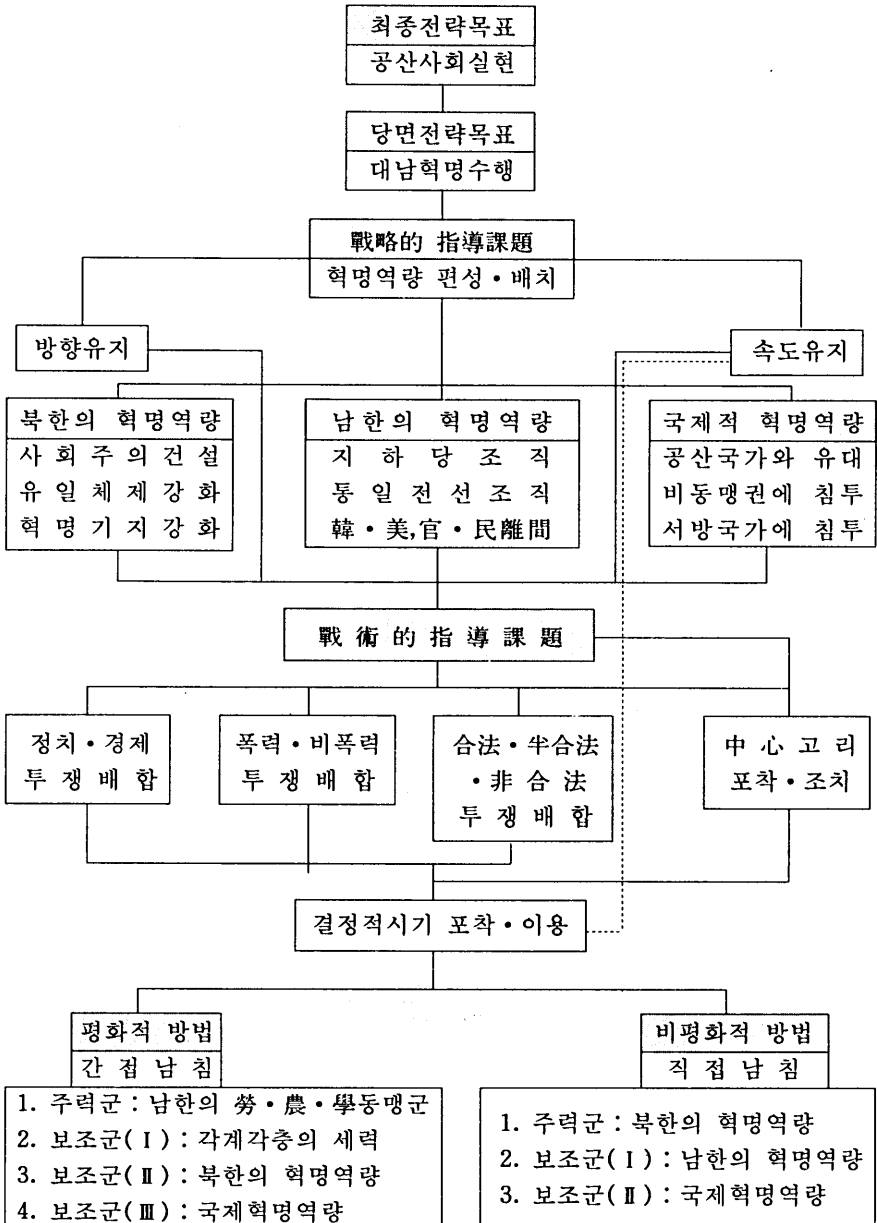 최종전략목표
공산사회실현
당면전략목표
대남혁명수행
戰略的 指導課題
혁명역량 편성·배치
방향유지
속도유지
북한의 혁명역량
사회주의건설
유일체제강화
혁명기지강화
남한의 혁명역량
지하당조직
통일전선조직
韓·美,官·民離間
국제적 혁명역량
공산국가와 유대
비동맹권에 침투
서방국가에 침투
戰術的指導課題
정치·경제
투쟁배합
폭력·비폭력
투쟁배합
合法·半合法
·非合法
투쟁배합
中心고리
포착·조치
결정적시기 포착·이용
평화적 방법
간접남침
1. 주력군:남한의 勞·農·學동맹군
2. 보조군(Ⅰ):각계각층의 세력
3. 보조군(Ⅱ):북한의 혁명역량
4. 보조군(Ⅲ):국제혁명역량
비평화적 방법
직접남침
1. 주력군:북한의 혁명역량
2. 보조군(Ⅰ):남한의 혁명역량
3. 보조군(Ⅱ):국제혁명역량